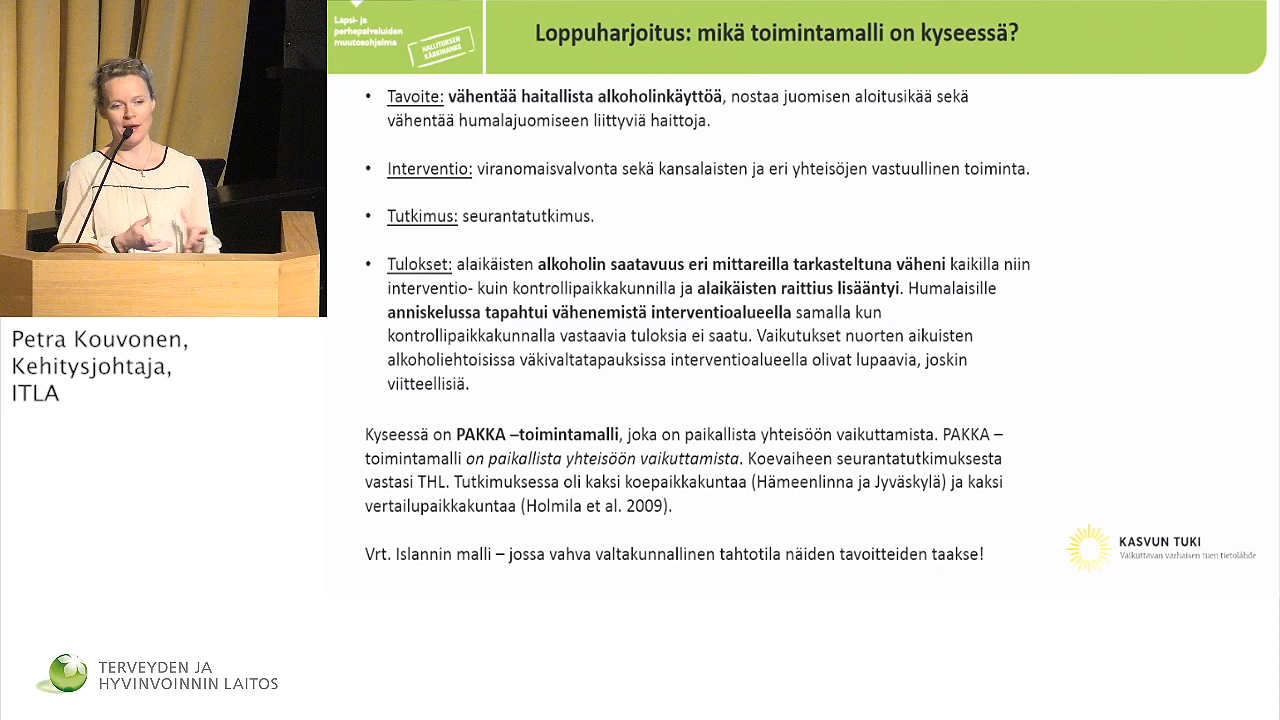 Lapsi- ja
perhepalveluiden
muutosohjelma
HALLITUKSEN
KÄRKIHANKE
Loppuharjoitus: mikä toimintamalli on kyseessä?
• Tavoite: vähentää haitallista alkoholinkäyttöä, nostaa juomisen aloitusikää sekä
vähentää humalajuomiseen liittyviä haittoja.
• Interventio: viranomaisvalvonta sekä kansalaisten ja eri yhteisöjen vastuullinen toiminta.
• Tutkimus: seurantatutkimus.
• Tulokset: alaikäisten alkoholin saatavuus eri mittareilla tarkasteltuna väheni kaikilla niin
interventio- kuin kontrollipaikkakunnilla ja alaikäisten raittius lisääntyi. Humalaisille
anniskelussa tapahtui vähenemistä interventioalueella samalla kun
kontrollipaikkakunnalla vastaavia tuloksia ei saatu. Vaikutukset nuorten aikuisten
alkoholiehtoisissa väkivaltatapauksissa interventioalueella olivat lupaavia, joskin
viitteellisiä.
Kyseessä on PAKKA –toimintamalli, joka on paikallista yhteisöön vaikuttamista. PAKKA –
toimintamalli on paikallista yhteisöön vaikuttamista. Koevaiheen seurantatutkimuksesta
vastasi THL. Tutkimuksessa oli kaksi koepaikkakuntaa (Hämeenlinna ja Jyväskylä) ja kaksi
vertailupaikkakuntaa (Holmila et al. 2009).
Vrt. Islannin malli – jossa vahva valtakunnallinen tahtotila näiden tavoitteiden taakse!
KASVUN TUKI
Vaikuttavan varhaisen tuen tietolähde
Petra Kouvonen,
Kehitysjohtaja,
ITLA
TERVEYDEN JA
HYVINVOINNIN LAITOS